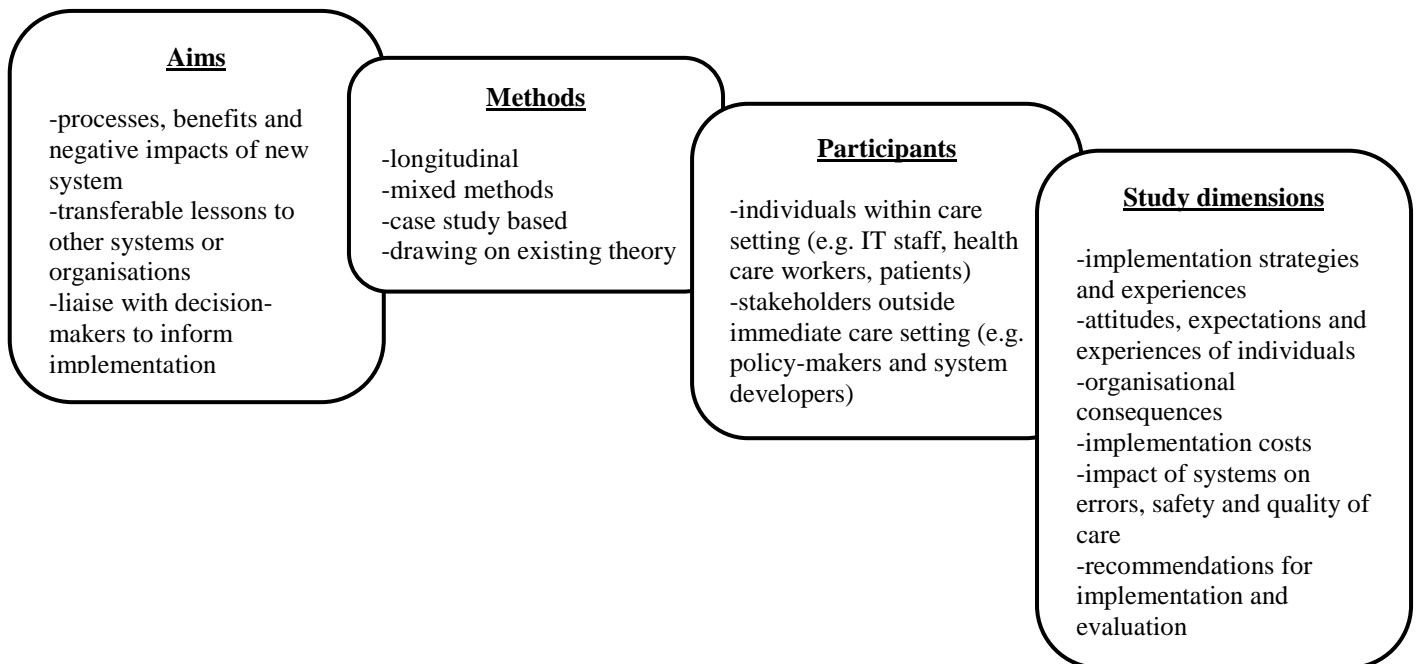 Aims
-processes, benefits and
negative impacts of new
system
-transferable lessons to
other systems or
organisations
-liaise with decision-
makers to inform
implementation
Methods
-longitudinal
-mixed methods
-case study based
-drawing on existing theory
Participants
-individuals within care
setting (e.g. IT staff, health
care workers, patients)
-stakeholders outside
immediate care setting (e.g.
policy-makers and system
developers)
Study dimensions
-implementation strategies
and experiences
-attitudes, expectations and
experiences of individuals
-organisational
consequences
-implementation costs
-impact of systems on
errors, safety and quality of
care
-recommendations for
implementation and
evaluation